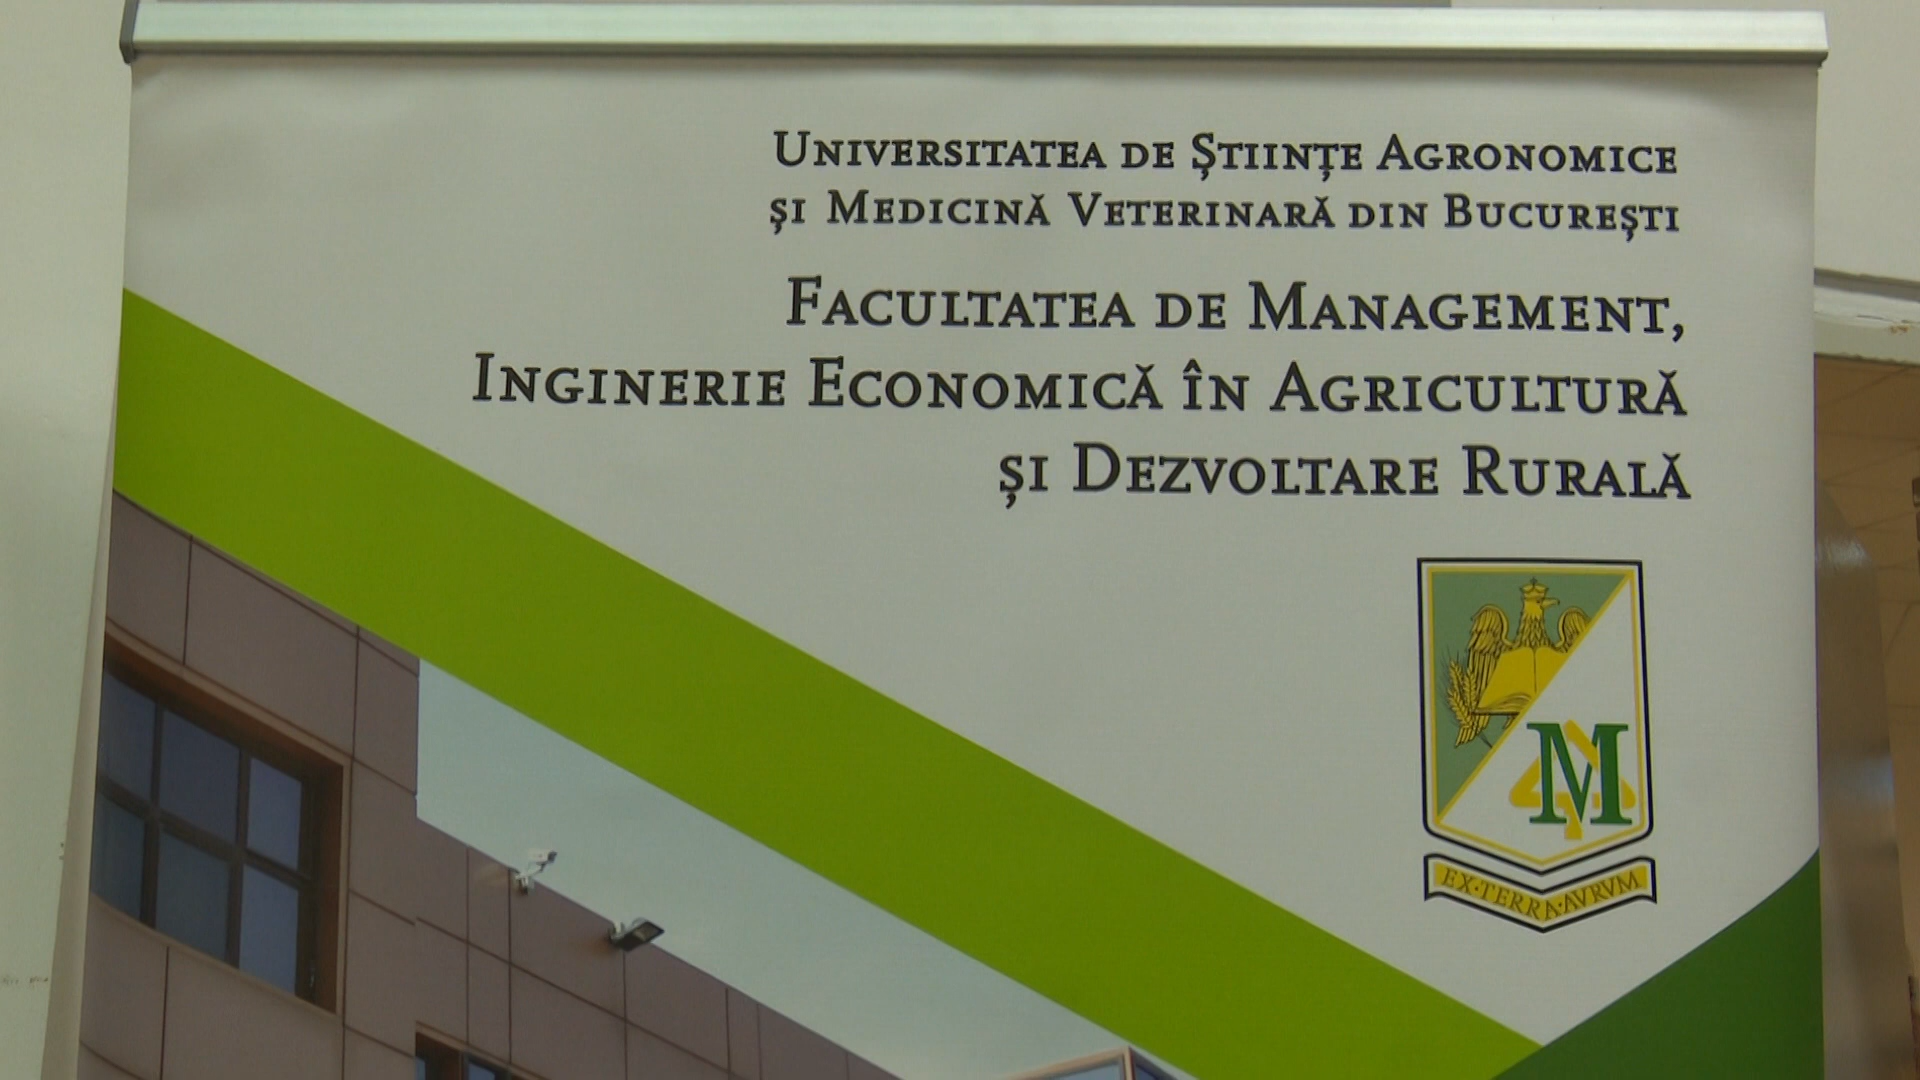 Universitatea de Științe Agronomice
și Medicină Veterinară din București
Facultatea de Management,
Inginerie Economică în Agricultură
și Dezvoltare Rurală
M
EX·TERRA·AVRVM